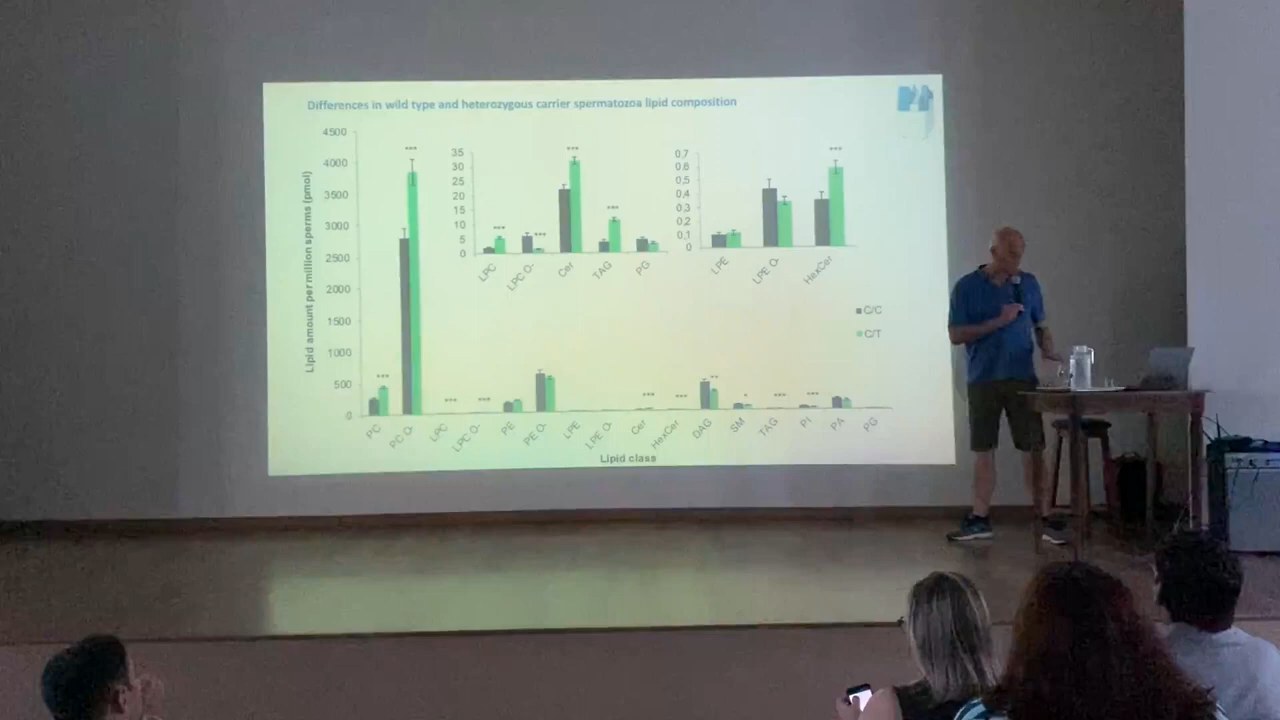 Differences in wild type and heterozygous carrier spermatozoa lipid composition
Lipid amount per million sperms (pmol)
4500
4000
3500
3000
2500
2000
1500
1000
500
0
***
***
***
***
***
***
**
*
***
***
PC
PC O-
LPC
LPC O-
PE
PE O-
LPE
LPE O-
Cer
HexCer
DAG
SM
TAG
PI
PA
PG
Lipid class
35
30
25
20
15
10
5
0
***
***
***
***
LPC
LPC O-
Cer
TAG
PG
0,7
0,6
0,5
0,4
0,3
0,2
0,1
0
***
LPE
LPE O-
HexCer
C/C
C/T